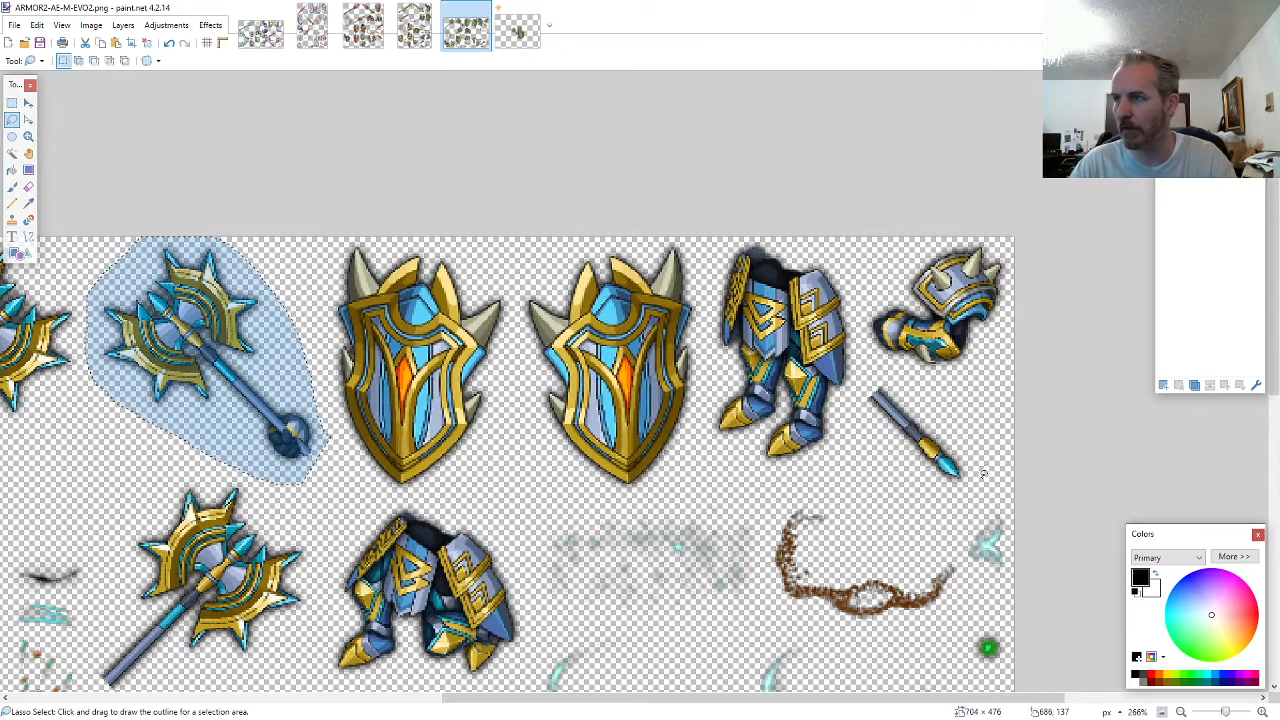 ARMOR2-AE-M-EVO2.png - paint.net 4.2.14
File Edit View Image Layers Adjustments Effects
Tool:
To...
Colors
Primary
More >>
Lasso Select: Click and drag to draw the outline for a selection area.
704 × 476
686, 137
px
266%